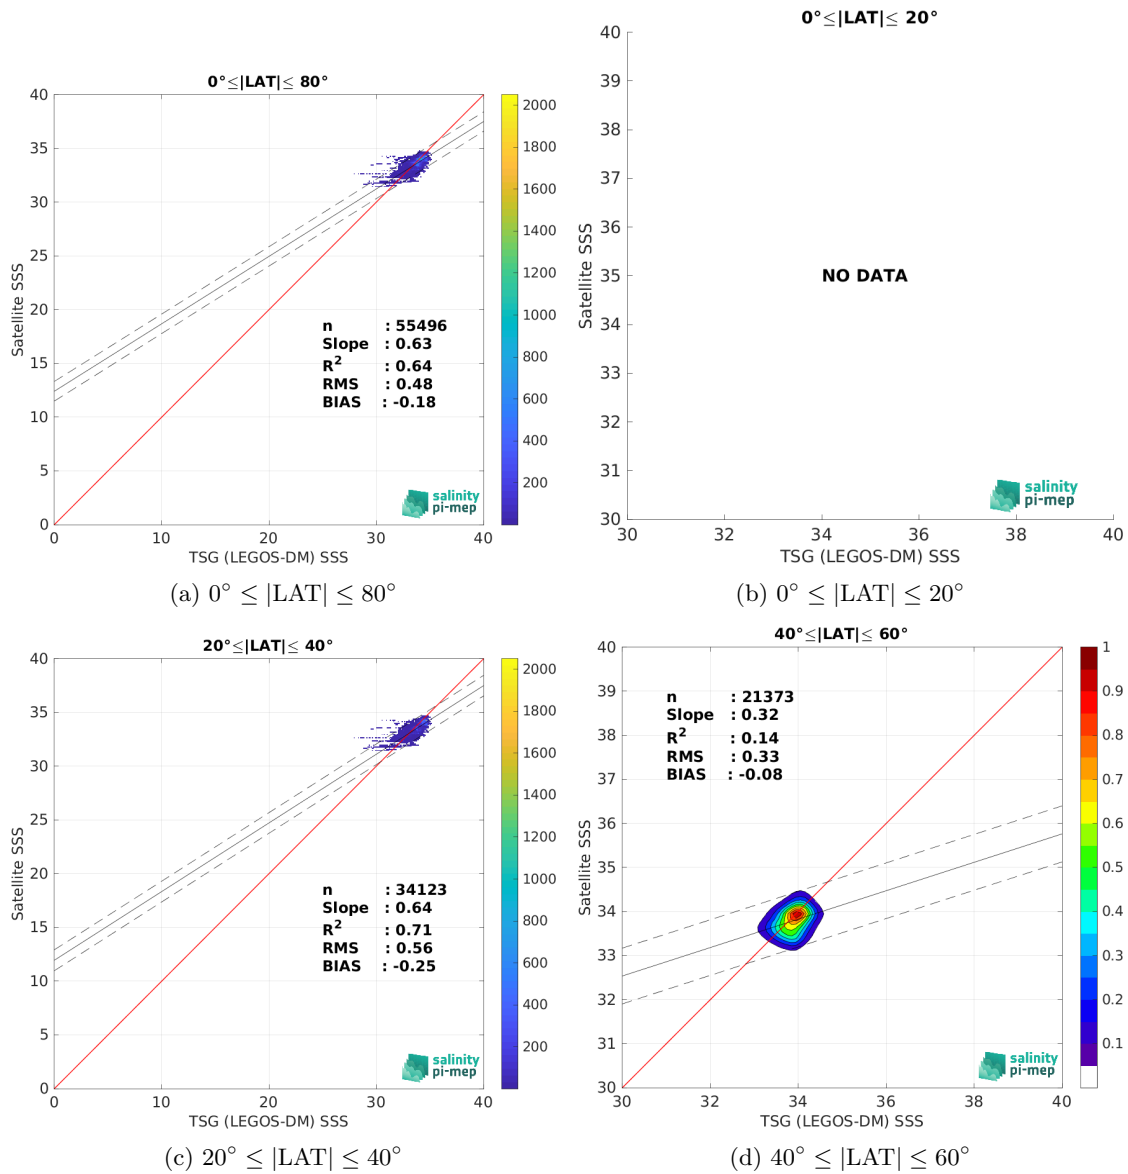 0°≤|LAT|≤ 80°
40
35
30
25
20
15
10
5
0
Satellite SSS
n : 55496
Slope : 0.63
R² : 0.64
RMS : 0.48
BIAS : -0.18
salinity
pi-mep
0 10 20 30 40
TSG (LEGOS-DM) SSS
2000
1800
1600
1400
1200
1000
800
600
400
200
(a) 0° ≤ |LAT| ≤ 80°
0°≤|LAT|≤ 20°
40
39
38
37
36
35
34
33
32
31
30
Satellite SSS
NO DATA
salinity
pi-mep
30 32 34 36 38 40
TSG (LEGOS-DM) SSS
(b) 0° ≤ |LAT| ≤ 20°
20°≤|LAT|≤ 40°
40
35
30
25
20
15
10
5
0
Satellite SSS
n : 34123
Slope : 0.64
R² : 0.71
RMS : 0.56
BIAS : -0.25
salinity
pi-mep
0 10 20 30 40
TSG (LEGOS-DM) SSS
2000
1800
1600
1400
1200
1000
800
600
400
200
(c) 20° ≤ |LAT| ≤ 40°
40°≤|LAT|≤ 60°
40
39
38
37
36
35
34
33
32
31
30
Satellite SSS
n : 21373
Slope : 0.32
R² : 0.14
RMS : 0.33
BIAS : -0.08
salinity
pi-mep
30 32 34 36 38 40
TSG (LEGOS-DM) SSS
1
0.9
0.8
0.7
0.6
0.5
0.4
0.3
0.2
0.1
(d) 40° ≤ |LAT| ≤ 60°